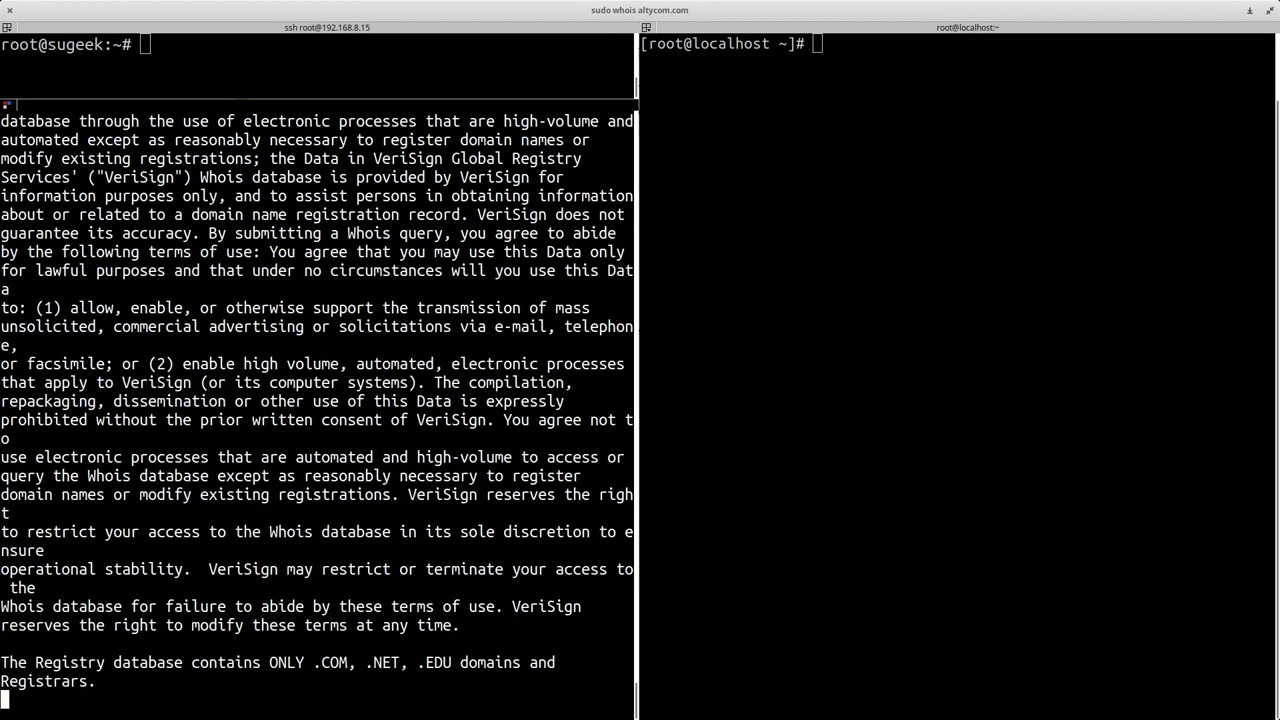 sudo whois altycom.com
ssh root@192.168.8.15
root@localhost:~
root@sugeek:~#
[root@localhost ~]#
database through the use of electronic processes that are high-volume and
automated except as reasonably necessary to register domain names or
modify existing registrations; the Data in VeriSign Global Registry
Services' ("VeriSign") Whois database is provided by VeriSign for
information purposes only, and to assist persons in obtaining information
about or related to a domain name registration record. VeriSign does not
guarantee its accuracy. By submitting a Whois query, you agree to abide
by the following terms of use: You agree that you may use this Data only
for lawful purposes and that under no circumstances will you use this Dat
a
to: (1) allow, enable, or otherwise support the transmission of mass
unsolicited, commercial advertising or solicitations via e-mail, telephon
e,
or facsimile; or (2) enable high volume, automated, electronic processes
that apply to VeriSign (or its computer systems). The compilation,
repackaging, dissemination or other use of this Data is expressly
prohibited without the prior written consent of VeriSign. You agree not t
o
use electronic processes that are automated and high-volume to access or
query the Whois database except as reasonably necessary to register
domain names or modify existing registrations. VeriSign reserves the righ
t
to restrict your access to the Whois database in its sole discretion to e
nsure
operational stability.  VeriSign may restrict or terminate your access to
 the
Whois database for failure to abide by these terms of use. VeriSign
reserves the right to modify these terms at any time.

The Registry database contains ONLY .COM, .NET, .EDU domains and
Registrars.